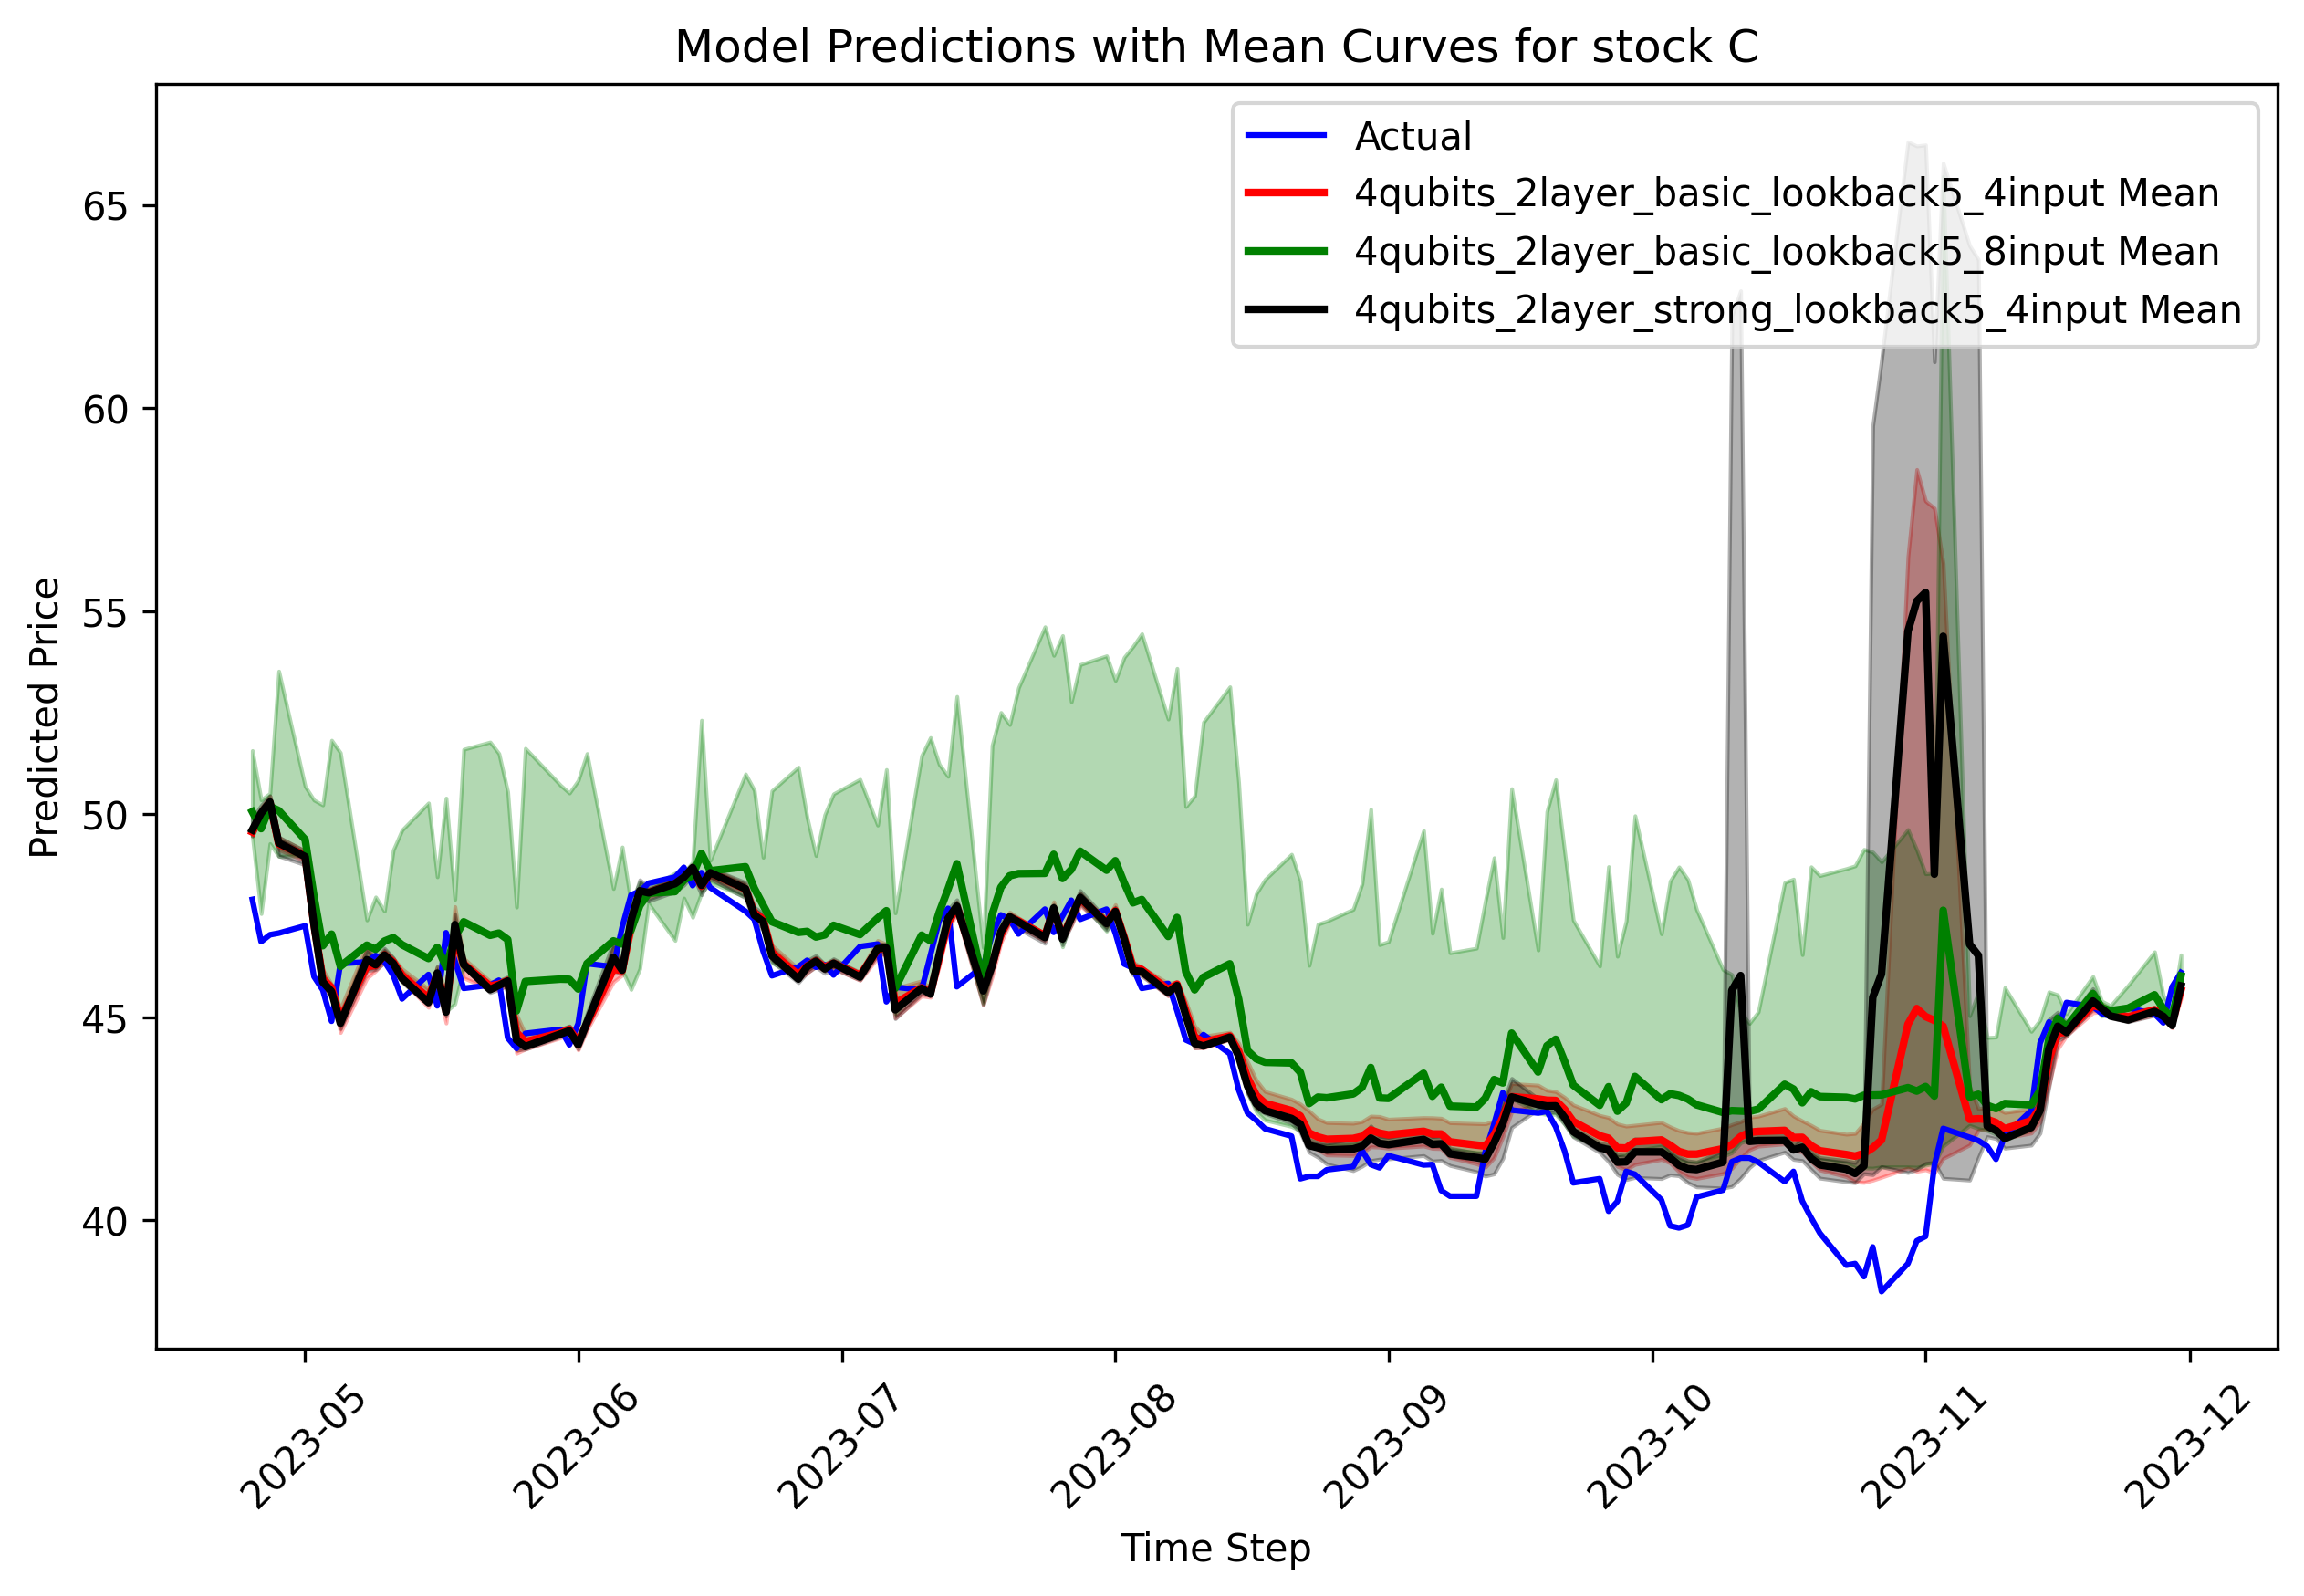 Model Predictions with Mean Curves for stock C
Actual
4qubits_2layer_basic_lookback5_4input Mean
4qubits_2layer_basic_lookback5_8input Mean
4qubits_2layer_strong_lookback5_4input Mean
Predicted Price
65
60
55
50
45
40
2023-05
2023-06
2023-07
2023-08
2023-09
2023-10
2023-11
2023-12
Time Step